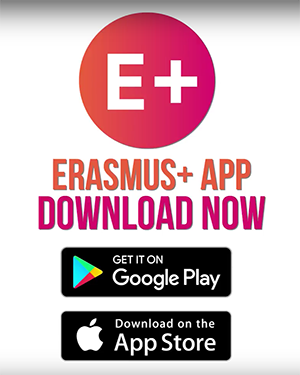 E+
ERASMUS+ APP
DOWNLOAD NOW
GET IT ON
Google Play
Download on the
App Store